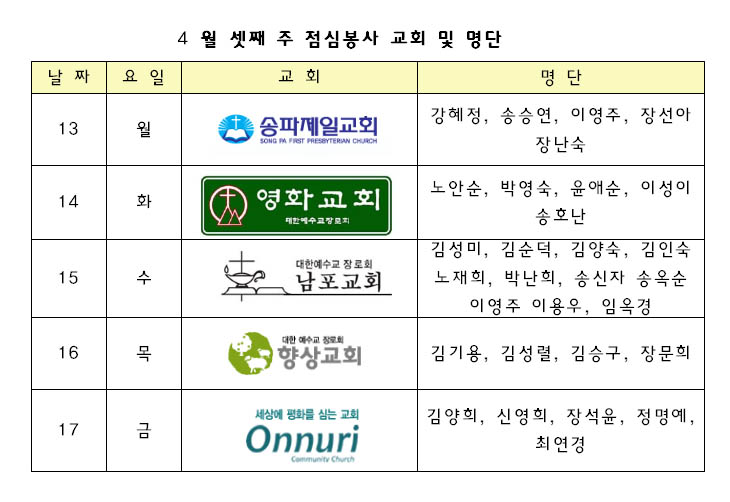 4 월 셋째 주 점심봉사 교회 및 명단
날 짜 요 일 교 회 명 단
13 월 송파제일교회 강혜정, 송승연, 이영주, 장선아
SONG PA FIRST PRESBYTERIAN CHURCH 장난숙
14 화 영화교회 노안순, 박영숙, 윤애순, 이성이
대한예수교장로회 송호난
김성미, 김순덕, 김양숙, 김인숙
대한예수교 장로회
15 수 남포교회 노재희, 박난희, 송신자 송옥순
이영주 이용우, 임옥경
대한 예수교 장로회
16 목 향상교회 김기용, 김성렬, 김승구, 장문희
세상에 평화를 심는 교회 김양희, 신영희, 장석윤, 정명예,
17 금 Onnuri 최연경
Community Church